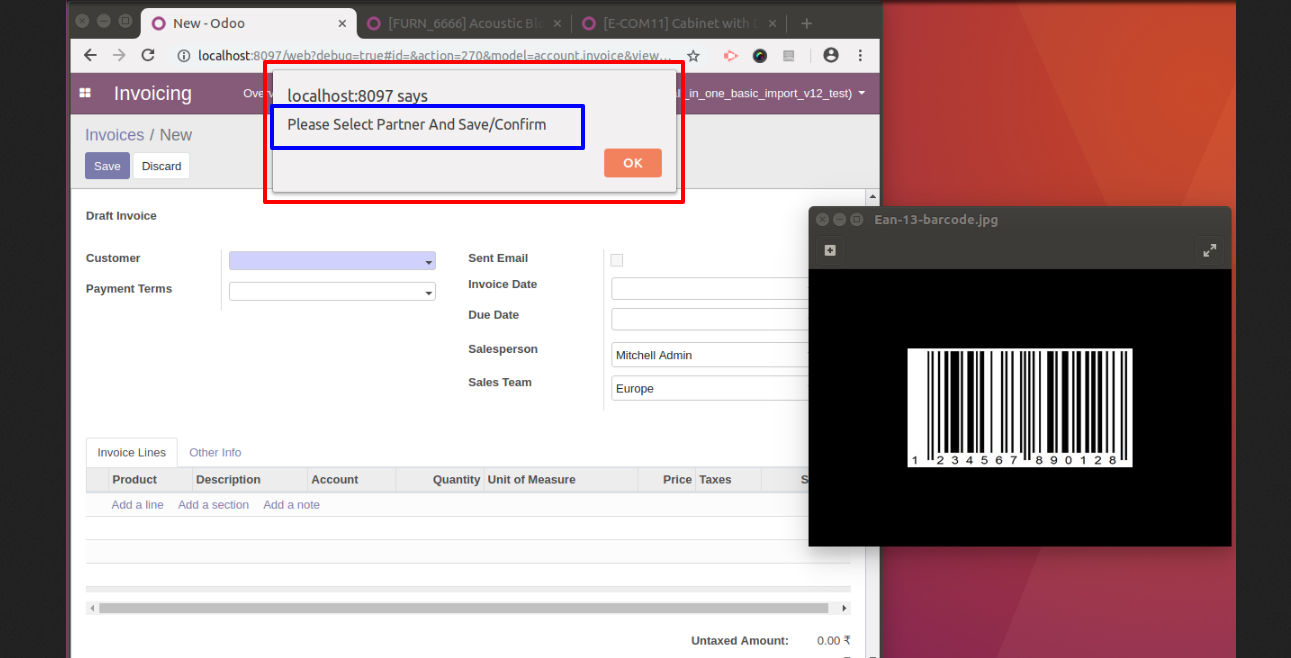 New - Odoo
[FURN_6666] Acoustic Blo
[E-COM11] Cabinet with D
localhost:8097/web?debug=true#id=&action=270&model=account.invoice&view...
Invoicing
Overv
_in_one_basic_import_v12_test)
localhost:8097 says
Please Select Partner And Save/Confirm
OK
Invoices / New
Save
Discard
Draft Invoice
Customer
Payment Terms
Sent Email
Invoice Date
Due Date
Salesperson
Mitchell Admin
Sales Team
Europe
Ean-13-barcode.jpg
1 234567 890128
Invoice Lines
Other Info
Product Description Account Quantity Unit of Measure Price Taxes S
Add a line Add a section Add a note
Untaxed Amount: 0.00 ₹